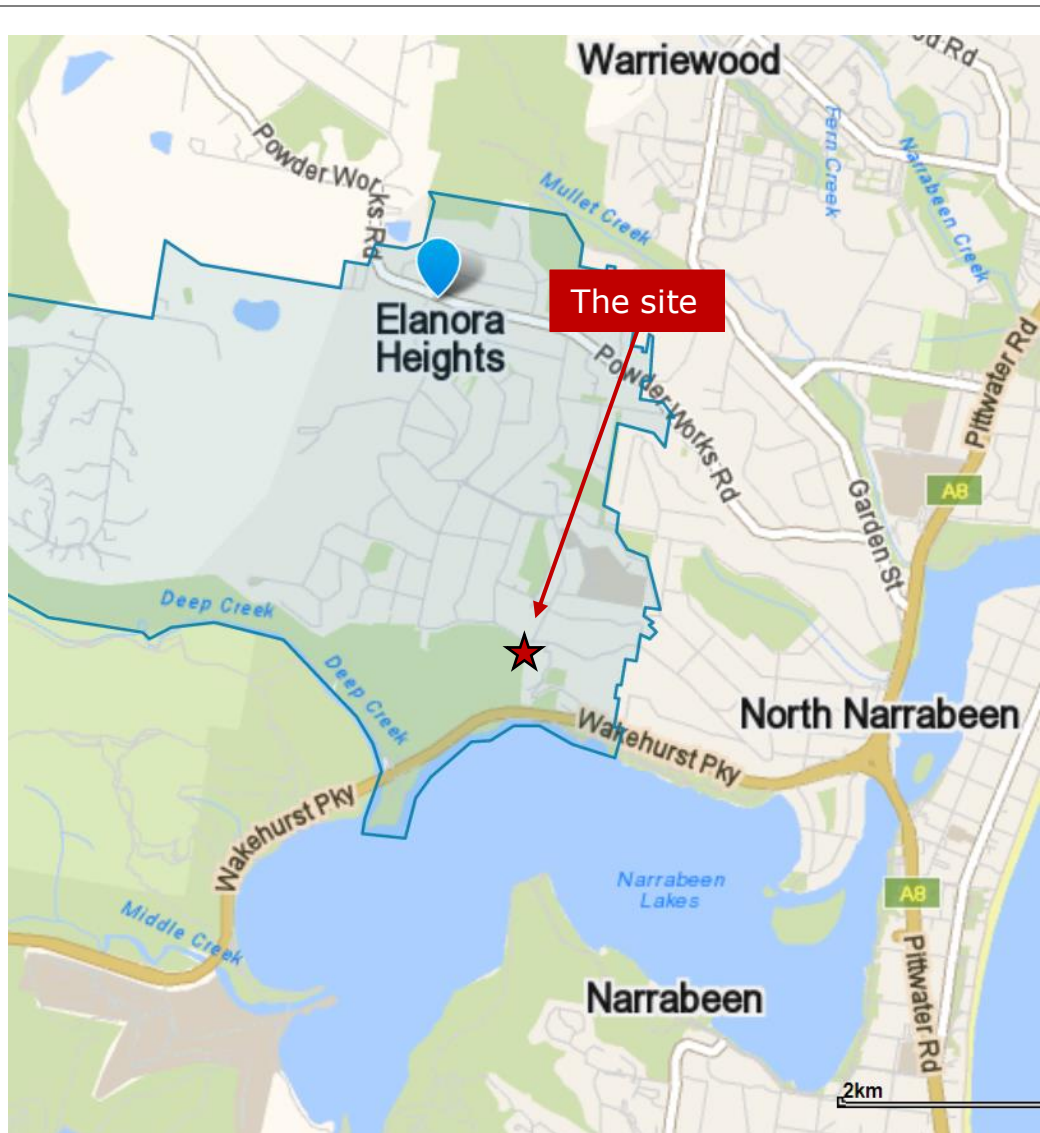 Warriewood
Powder Works Rd
Fern Creek
Narrabeen Creek
Mullet Creek
The site
Elanora
Heights
Powder Works Rd
Pittwater Rd
A8
Garden St
Deep Creek
Deep Creek
North Narrabeen
Wakehurst Pky
Wakehurst Pky
Narrabeen
Lakes
A8
Middle Creek
Pittwater Rd
Narrabeen
2km